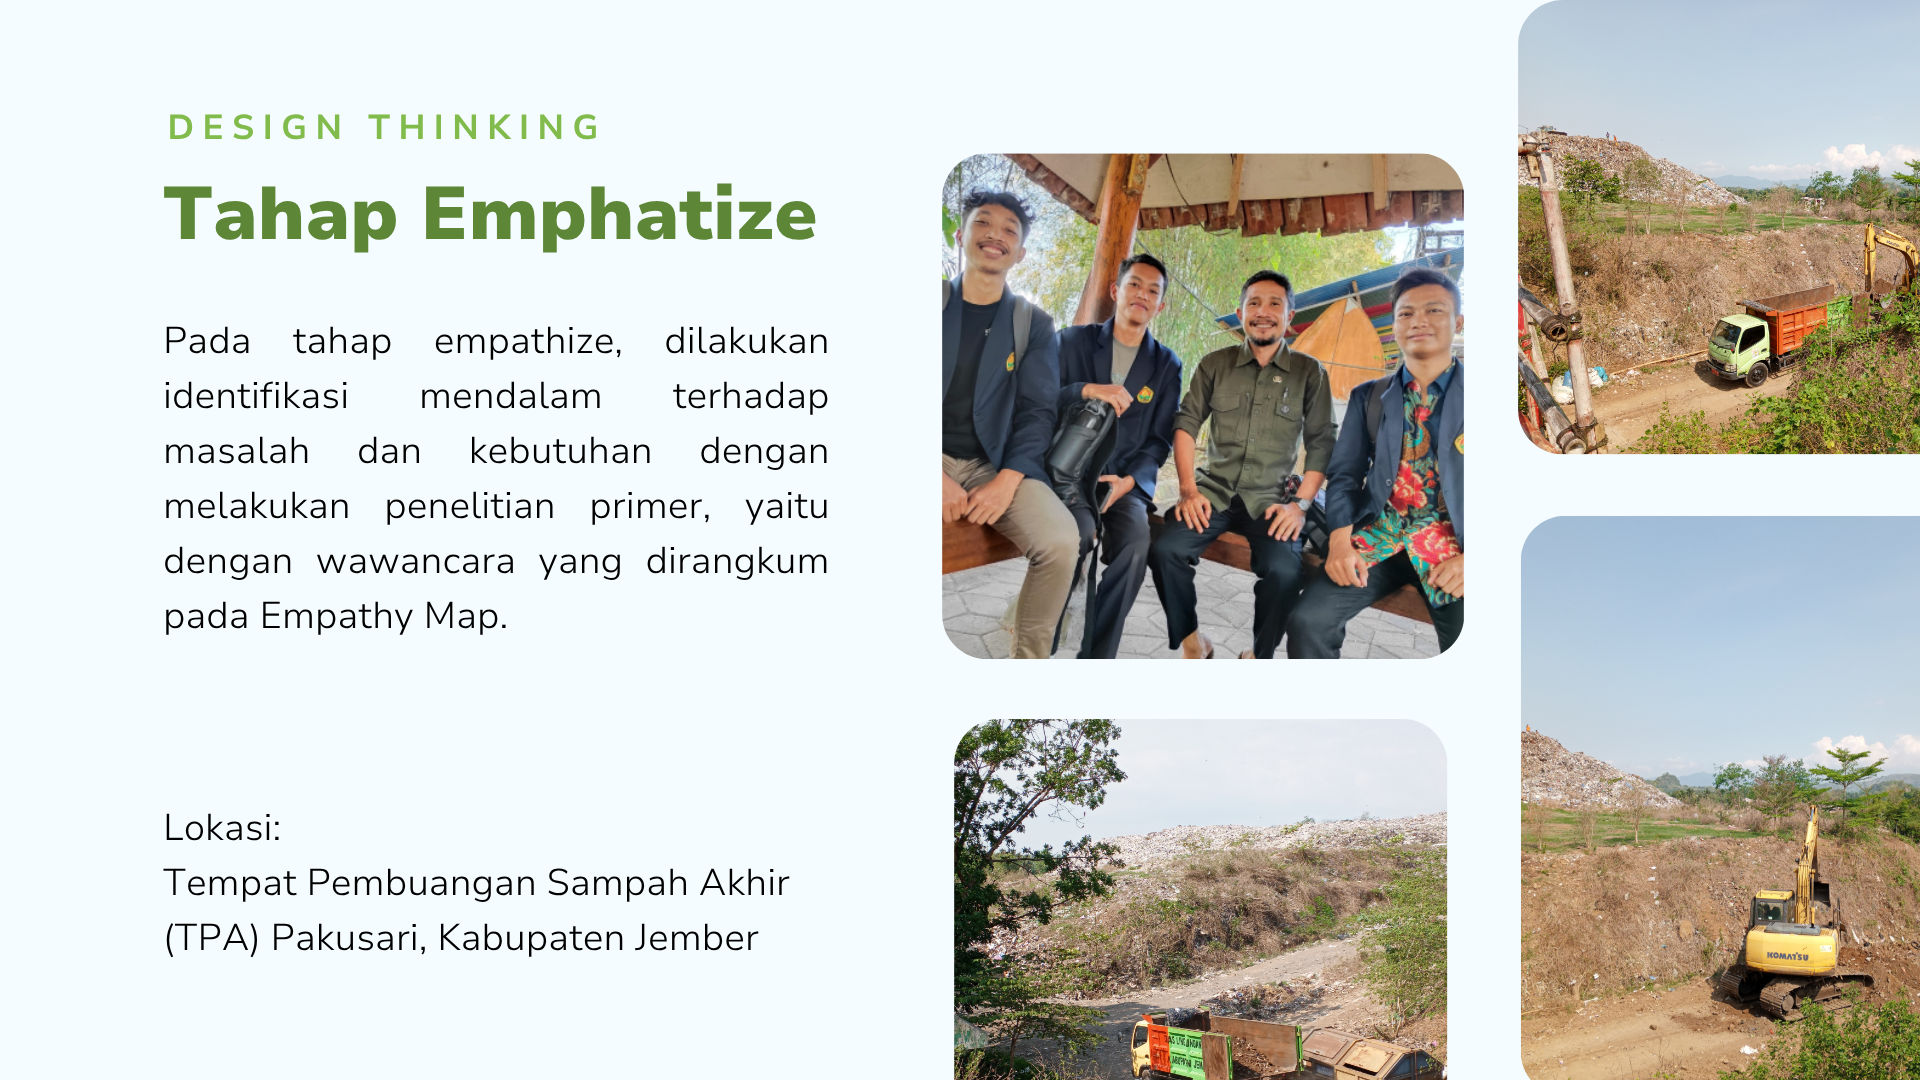 DESIGN THINKING
Tahap Emphatize
Pada tahap empathize, dilakukan
identifikasi mendalam terhadap
masalah dan kebutuhan dengan
melakukan penelitian primer, yaitu
dengan wawancara yang dirangkum
pada Empathy Map.
Lokasi:
Tempat Pembuangan Sampah Akhir
(TPA) Pakusari, Kabupaten Jember
KOMATSU